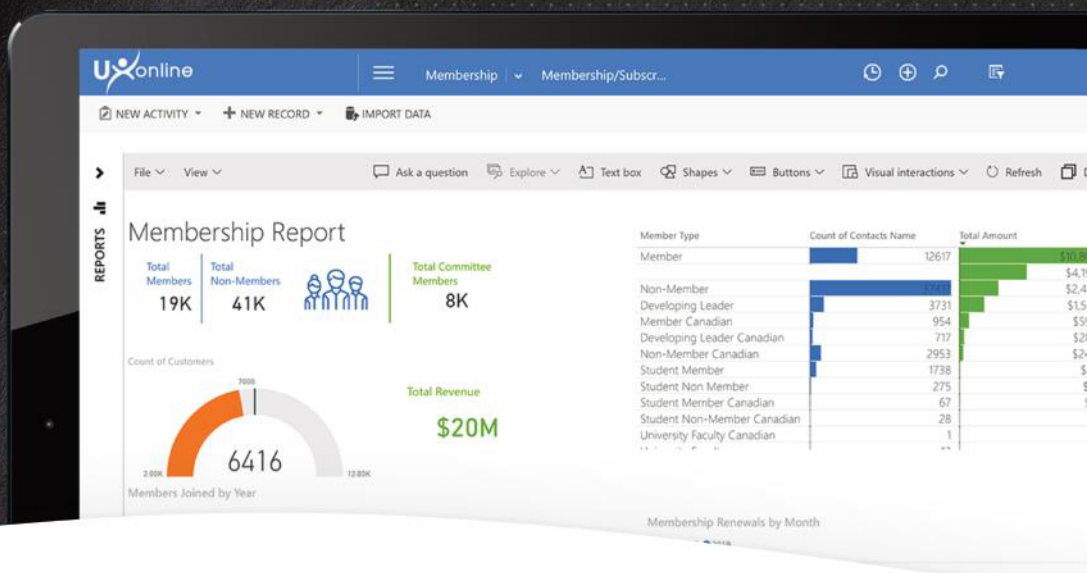 UXonline
Membership
Membership/Subscr...
NEW ACTIVITY
NEW RECORD
IMPORT DATA
File
View
Ask a question
Explore
Text box
Shapes
Buttons
Visual interactions
Refresh
REPORTS
Membership Report
Total Members
19K
Total Non-Members
41K
Total Committee Members
8K
Count of Customers
7000
6416
2.00K
13.00K
Total Revenue
$20M
Members Joined by Year
Member Type Count of Contacts Name Total Amount
Member 12617
Non-Member
Developing Leader 3731
Member Canadian 954
Developing Leader Canadian 717
Non-Member Canadian 2953
Student Member 1738
Student Non Member 275
Student Member Canadian 67
Student Non-Member Canadian 28
University Faculty Canadian 1
Membership Renewals by Month